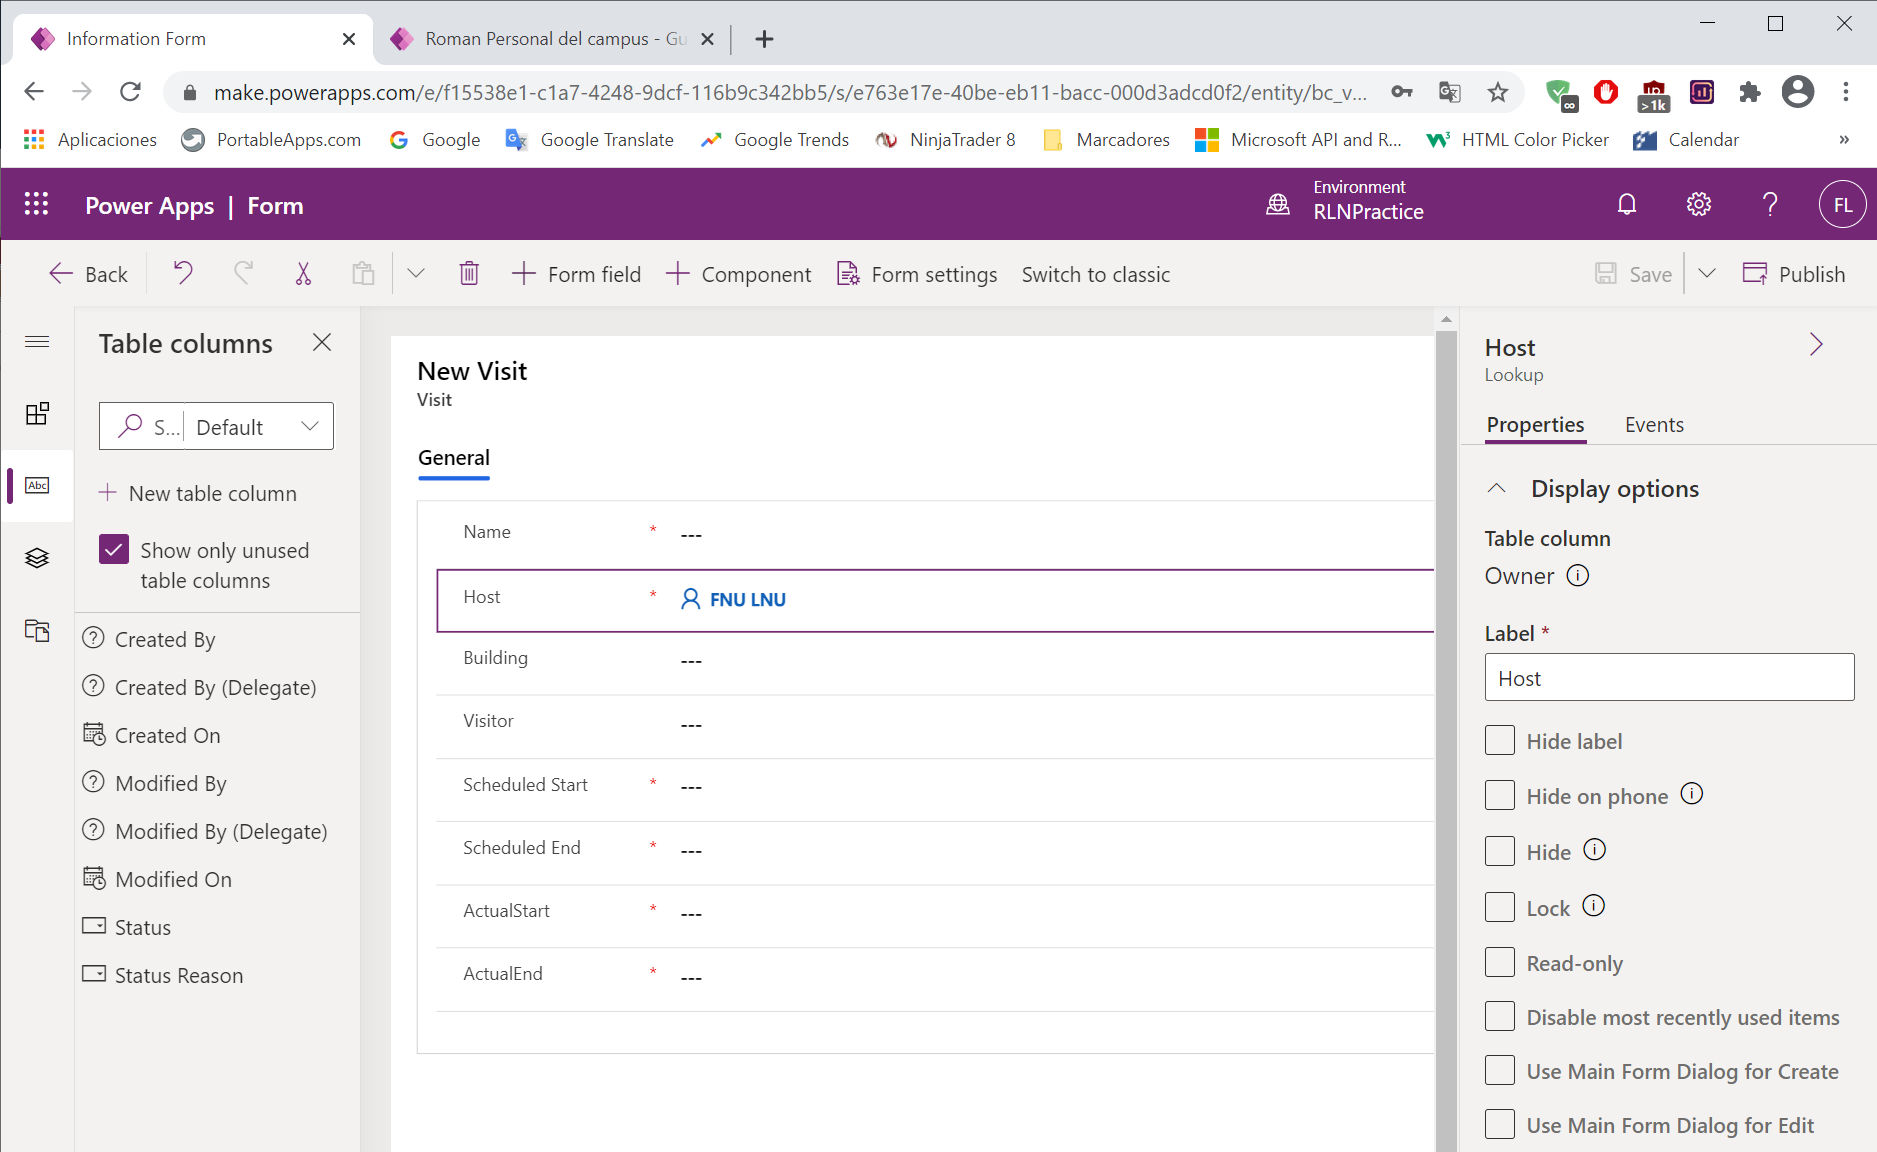 Information Form
Roman Personal del campus - Gu
make.powerapps.com/e/f15538e1-c1a7-4248-9dcf-116b9c342bb5/s/e763e17e-40be-eb11-bacc-000d3adcd0f2/entity/bc_v...
>1k
Aplicaciones
PortableApps.com
Google
Google Translate
Google Trends
NinjaTrader 8
Marcadores
Microsoft API and R...
HTML Color Picker
Calendar
»
Power Apps | Form
Environment
RLNPractice
FL
Back
Form field
Component
Form settings
Switch to classic
Save
Publish
Table columns
S...
Default
New table column
Show only unused
table columns
Abc
Created By
Created By (Delegate)
Created On
Modified By
Modified By (Delegate)
Modified On
Status
Status Reason
New Visit
Visit
General
Name * ---
Host * FNU LNU
Building ---
Visitor ---
Scheduled Start * ---
Scheduled End * ---
ActualStart * ---
ActualEnd * ---
Host
Lookup
Properties
Events
Display options
Table column
Owner
Label *
Host
Hide label
Hide on phone
Hide
Lock
Read-only
Disable most recently used items
Use Main Form Dialog for Create
Use Main Form Dialog for Edit